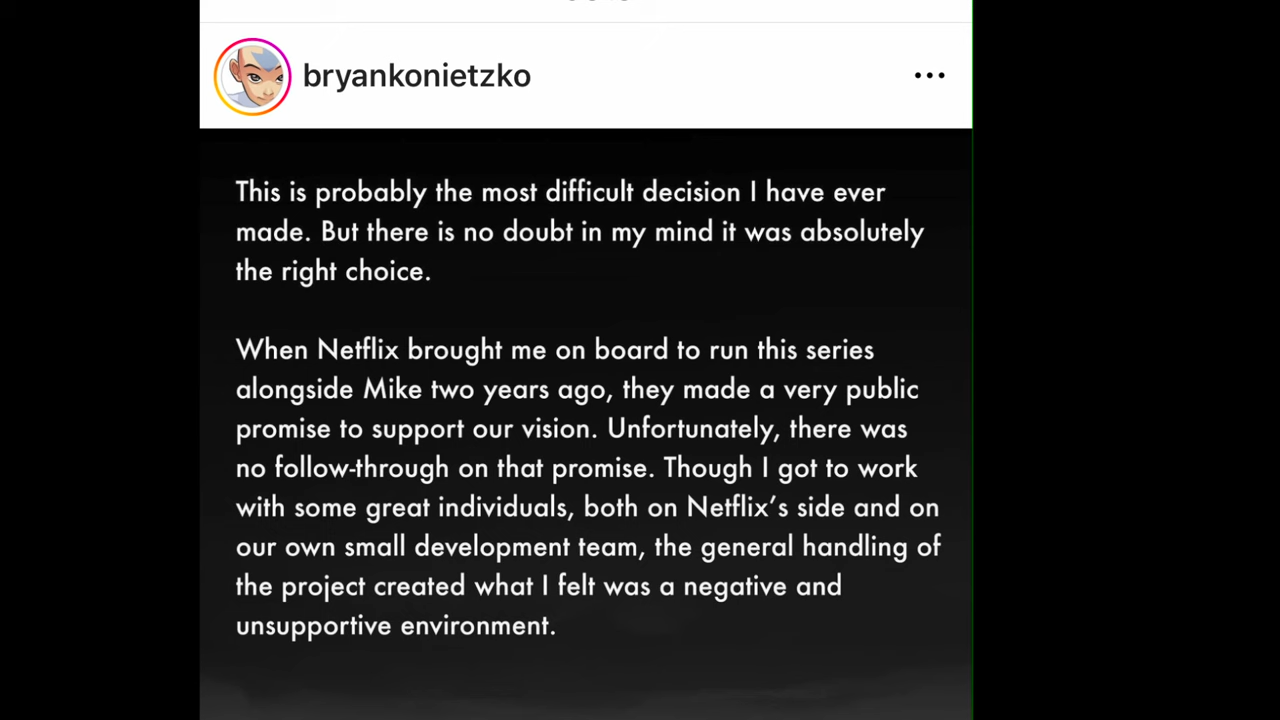 bryankonietzko
This is probably the most difficult decision I have ever
made. But there is no doubt in my mind it was absolutely
the right choice.
When Netflix brought me on board to run this series
alongside Mike two years ago, they made a very public
promise to support our vision. Unfortunately, there was
no follow-through on that promise. Though I got to work
with some great individuals, both on Netflix’s side and on
our own small development team, the general handling of
the project created what I felt was a negative and
unsupportive environment.